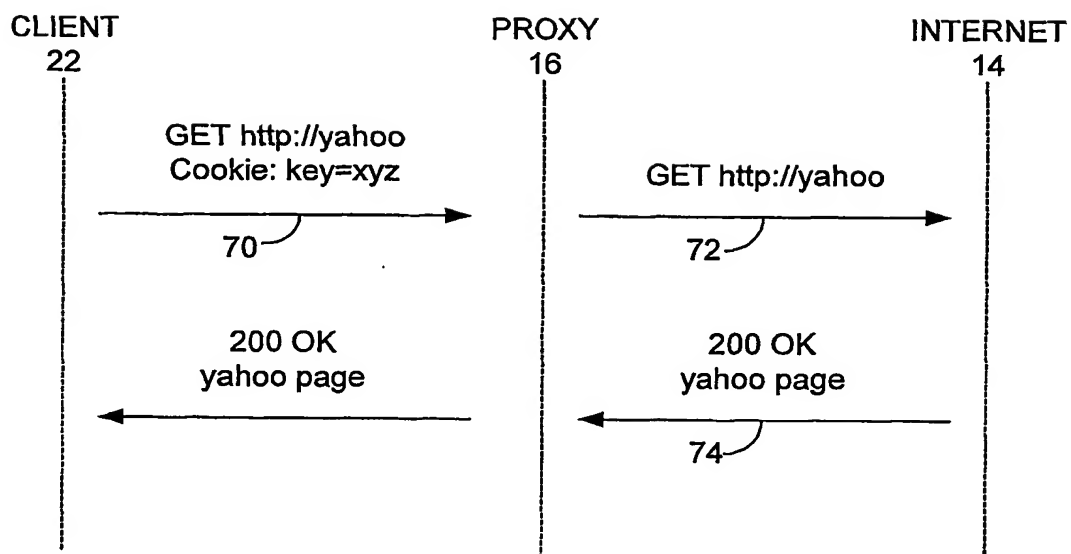 CLIENT
22
PROXY
16
INTERNET
14
GET http://yahoo
Cookie: key=xyz
70
GET http://yahoo
72
200 OK
yahoo page
200 OK
yahoo page
74